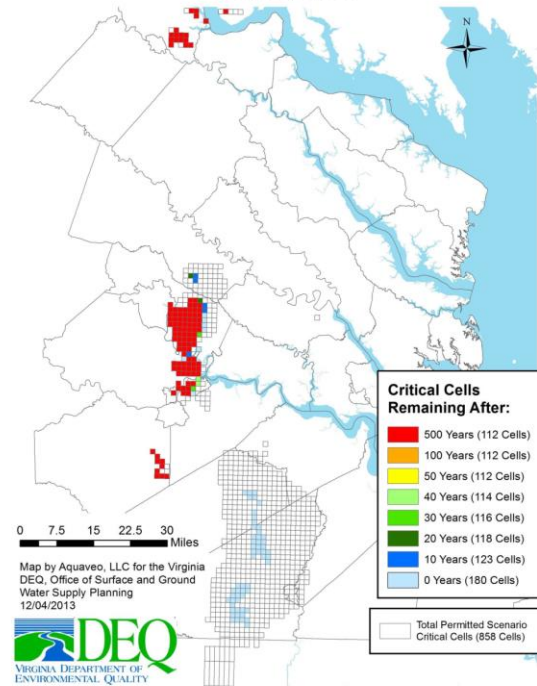 N
Critical Cells
Remaining After:
500 Years (112 Cells)
100 Years (112 Cells)
50 Years (112 Cells)
40 Years (114 Cells)
30 Years (116 Cells)
20 Years (118 Cells)
10 Years (123 Cells)
0 Years (180 Cells)
Total Permitted Scenario
Critical Cells (858 Cells)
0 7.5 15 22.5 30
Miles
Map by Aquaveo, LLC for the Virginia
DEQ, Office of Surface and Ground
Water Supply Planning
12/04/2013
DEQ
VIRGINIA DEPARTMENT OF
ENVIRONMENTAL QUALITY